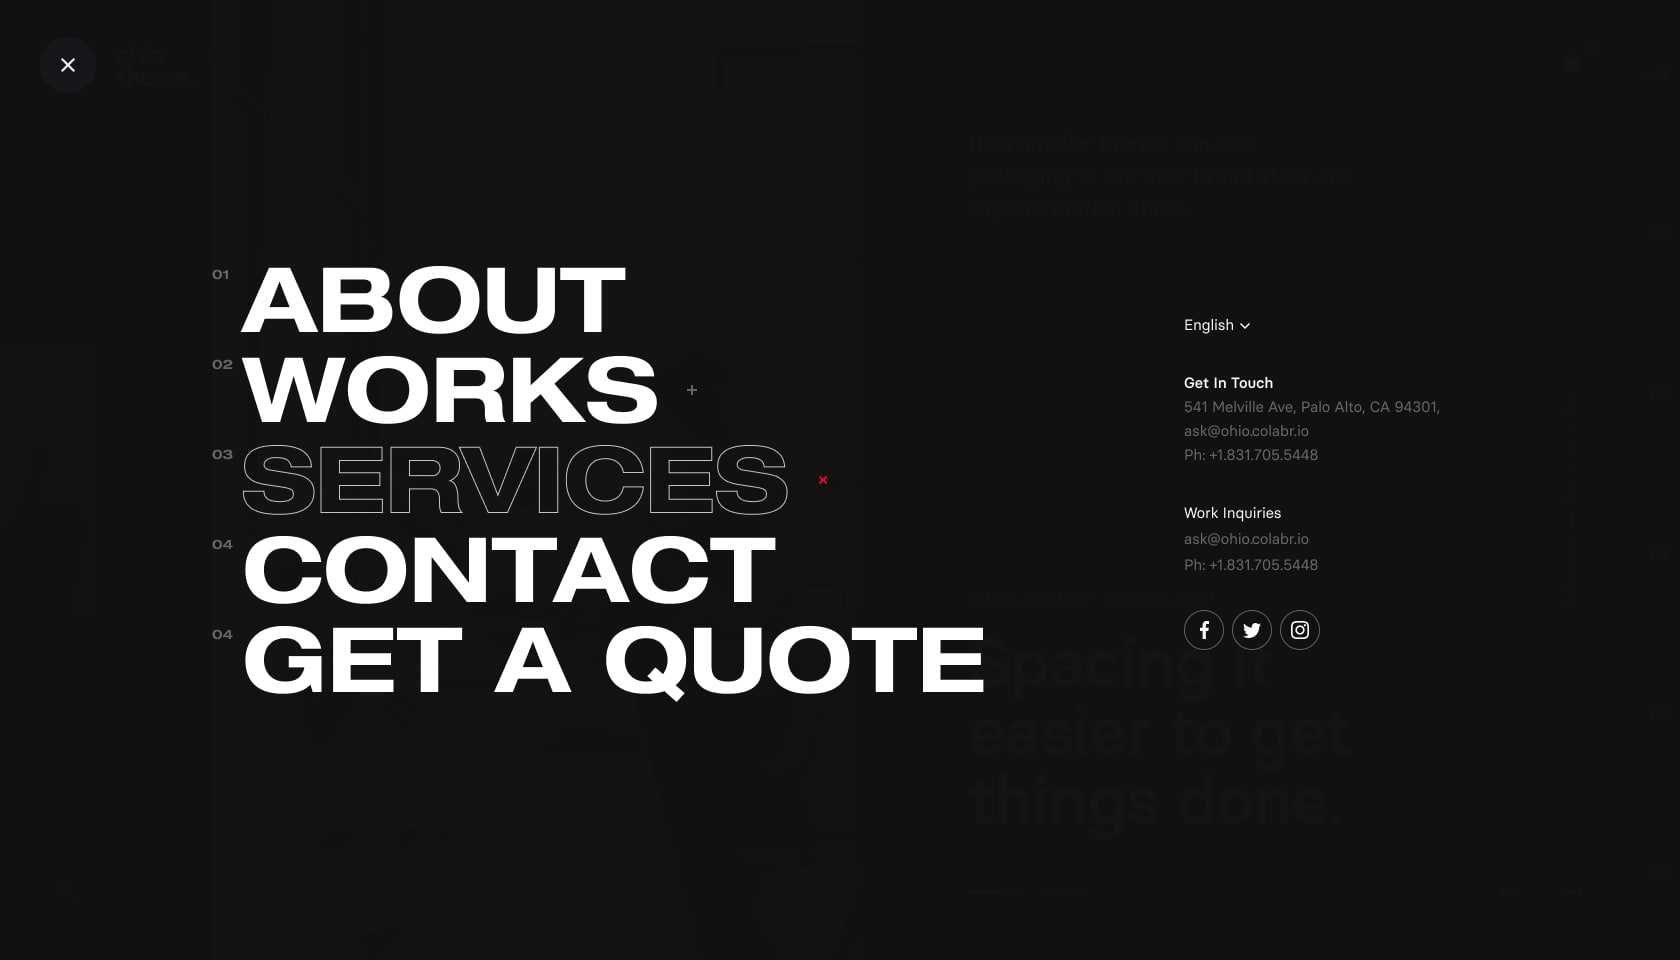 01
ABOUT
02
WORKS
03
SERVICES
04
CONTACT
04
GET A QUOTE
English
Get In Touch
541 Melville Ave, Palo Alto, CA 94301,
ask@ohio.colabr.io
Ph: +1.831.705.5448
Work Inquiries
ask@ohio.colabr.io
Ph: +1.831.705.5448
Spacing it
easier to get
things done.